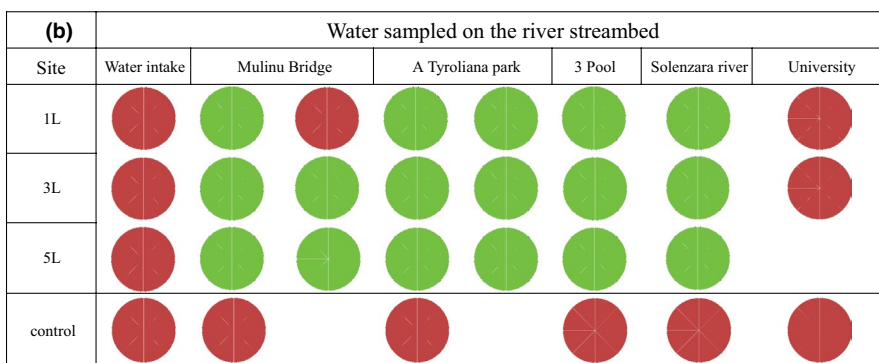 (b) Water sampled on the river streambed
Site Water intake Mulinu Bridge A Tyroliana park 3 Pool Solenzara river University
1L
3L
5L
control